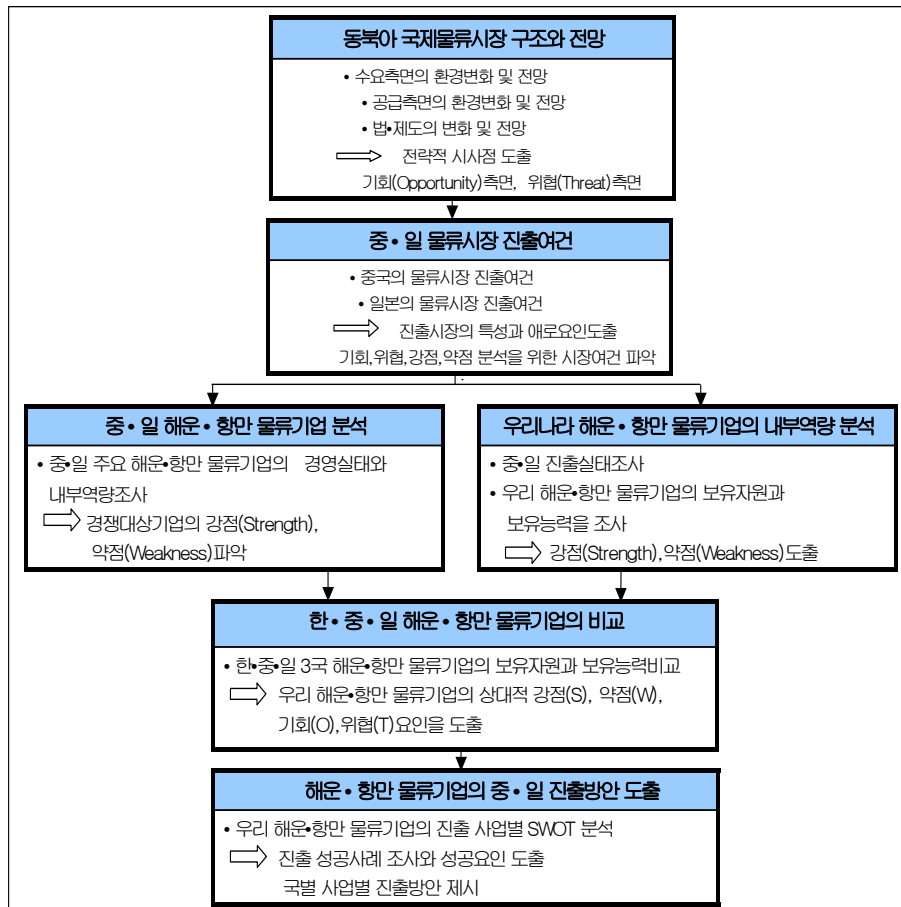 동북아 국제물류시장 구조와 전망
• 수요측면의 환경변화 및 전망
• 공급측면의 환경변화 및 전망
• 법•제도의 변화 및 전망
전략적 시사점 도출
기회(Opportunity)측면, 위협(Threat)측면
중 • 일 물류시장 진출여건
• 중국의 물류시장 진출여건
• 일본의 물류시장 진출여건
진출시장의 특성과 애로요인도출
기회,위협,강점,약점 분석을 위한 시장여건 파악
중 • 일 해운 • 항만 물류기업 분석
• 중•일 주요 해운•항만 물류기업의 경영실태와
내부역량조사
경쟁대상기업의 강점(Strength),
약점(Weakness)파악
우리나라 해운 • 항만 물류기업의 내부역량 분석
• 중•일 진출실태조사
• 우리 해운•항만 물류기업의 보유자원과
보유능력을 조사
강점(Strength),약점(Weakness)도출
한 • 중 • 일 해운 • 항만 물류기업의 비교
• 한•중•일 3국 해운•항만 물류기업의 보유자원과 보유능력비교
우리 해운•항만 물류기업의 상대적 강점(S), 약점(W),
기회(O),위협(T)요인을 도출
해운 • 항만 물류기업의 중 • 일 진출방안 도출
• 우리 해운•항만 물류기업의 진출 사업별 SWOT 분석
진출 성공사례 조사와 성공요인 도출
국별 사업별 진출방안 제시